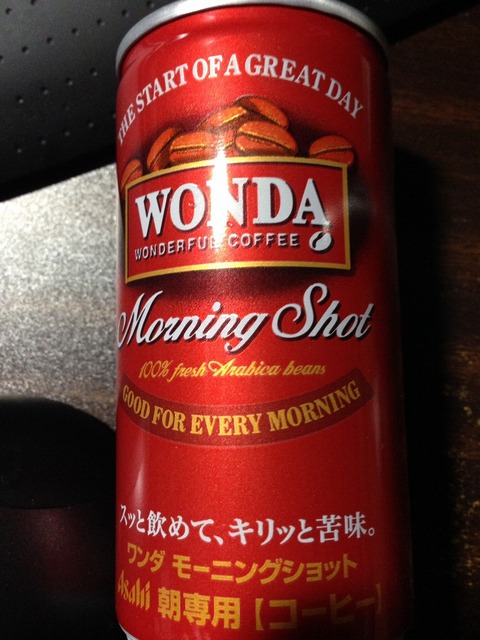 THE START OF A GREAT DAY
WONDA
WONDERFUL COFFEE
Morning Shot
100% fresh Arabica beans
GOOD FOR EVERY MORNING
スッと飲めて、キリッと苦味。
ワンダ モーニングショット
Asahi 朝専用【コーヒー】